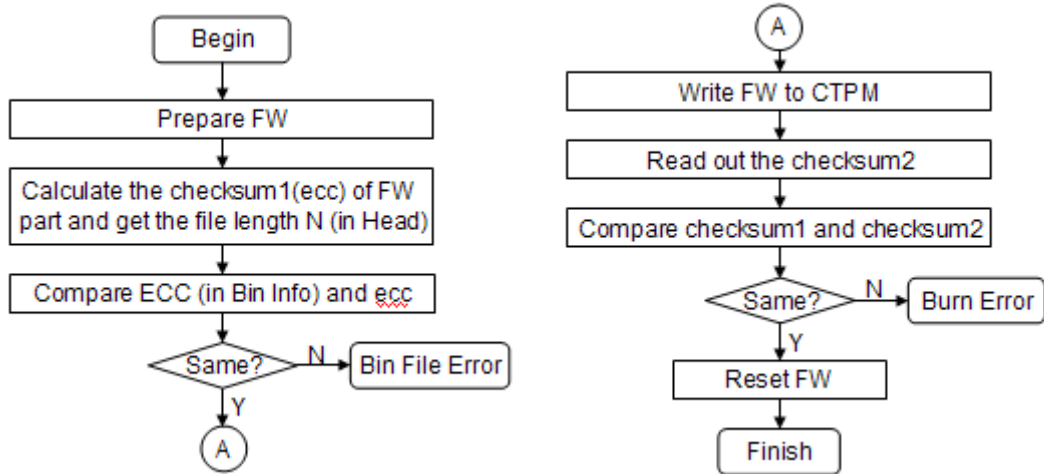 Begin
Prepare FW
Calculate the checksum1(ecc) of FW
part and get the file length N (in Head)
Compare ECC (in Bin Info) and ecc
Same?
N
Bin File Error
Y
A
A
Write FW to CTPM
Read out the checksum2
Compare checksum1 and checksum2
Same?
N
Burn Error
Y
Reset FW
Finish